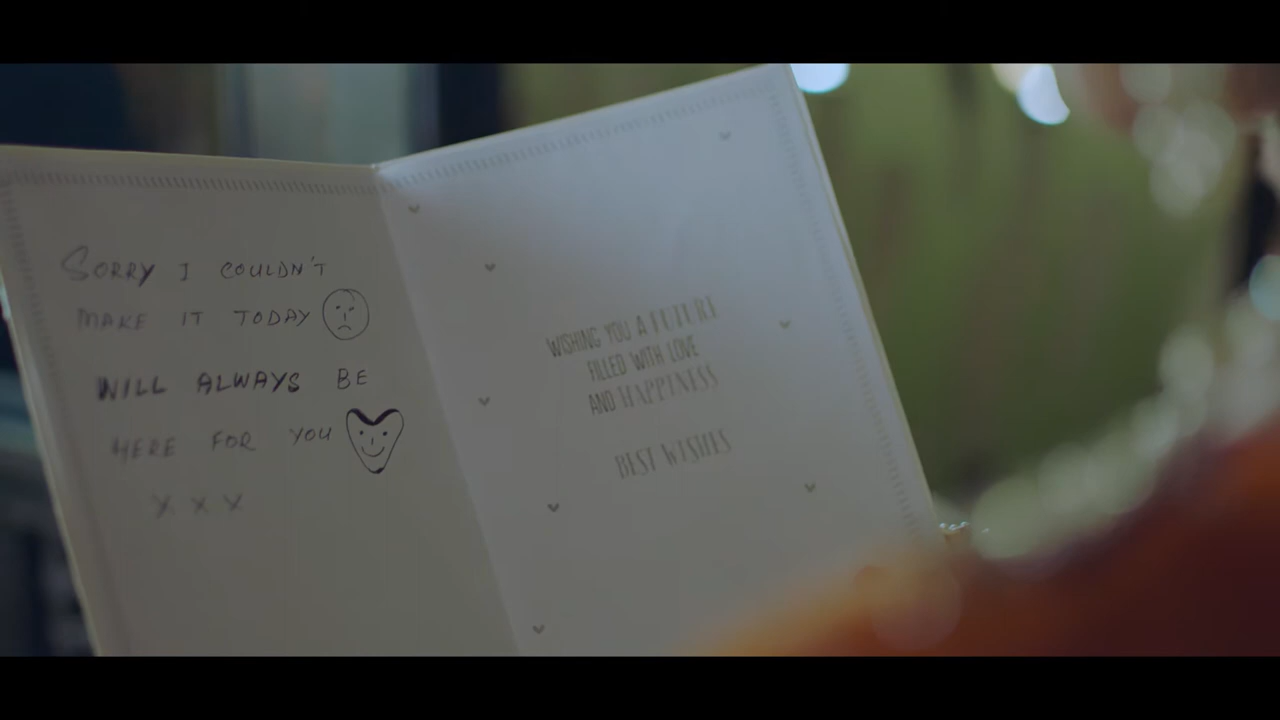 SORRY I COULDN'T
MAKE IT TODAY
WILL ALWAYS BE
HERE FOR YOU
X X X
WISHING YOU A FUTURE
FILLED WITH LOVE
AND HAPPINESS
BEST WISHES